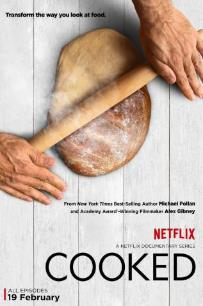 Transform the way you look at food.
From New York Times Best-Selling Author Michael Pollan
and Academy Award®-Winning Filmmaker Alex Gibney
NETFLIX
A NETFLIX DOCUMENTARY SERIES
COOKED
ALL EPISODES
19 February